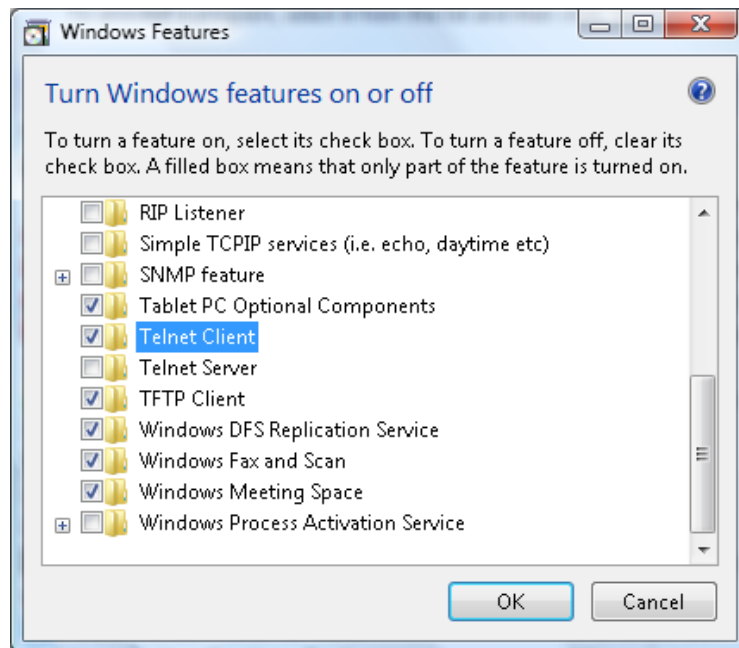 Windows Features
Turn Windows features on or off
To turn a feature on, select its check box. To turn a feature off, clear its
check box. A filled box means that only part of the feature is turned on.
RIP Listener
Simple TCPIP services (i.e. echo, daytime etc)
SNMP feature
Tablet PC Optional Components
Telnet Client
Telnet Server
TFTP Client
Windows DFS Replication Service
Windows Fax and Scan
Windows Meeting Space
Windows Process Activation Service
OK Cancel